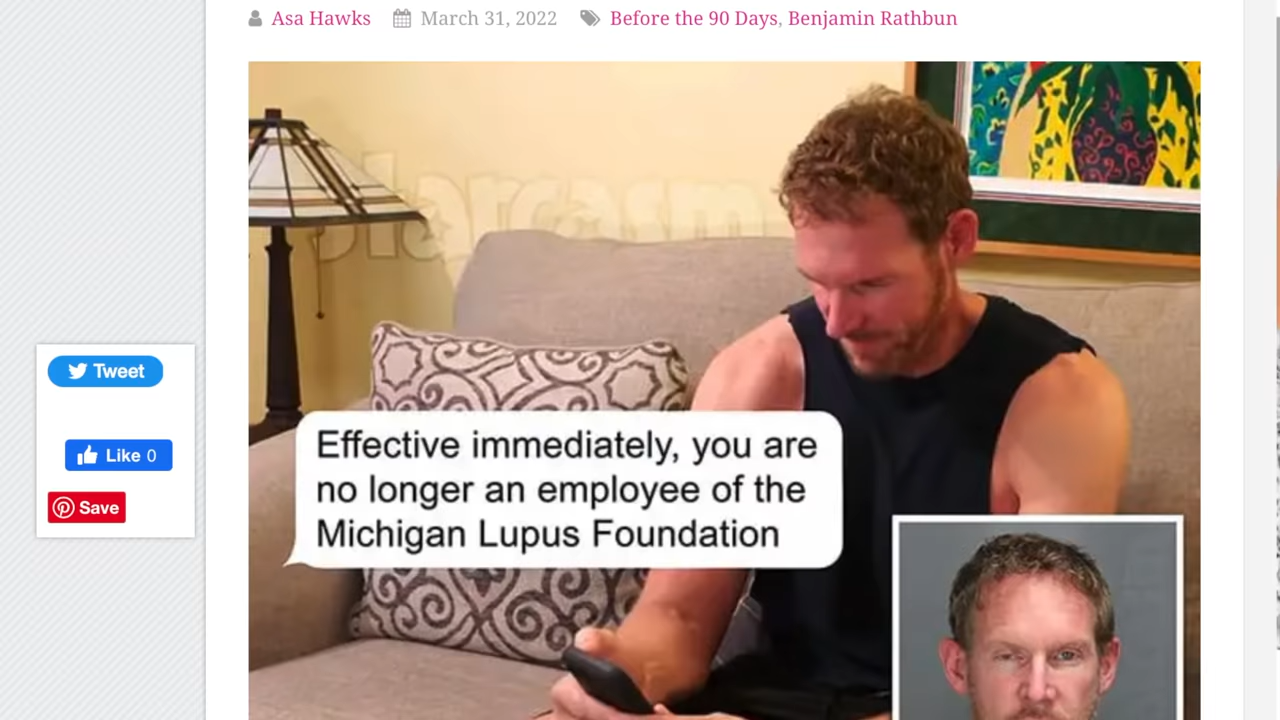 Asa Hawks March 31, 2022 Before the 90 Days, Benjamin Rathbun
starcasm
Tweet
Effective immediately, you are
no longer an employee of the
Michigan Lupus Foundation
Like 0
Save